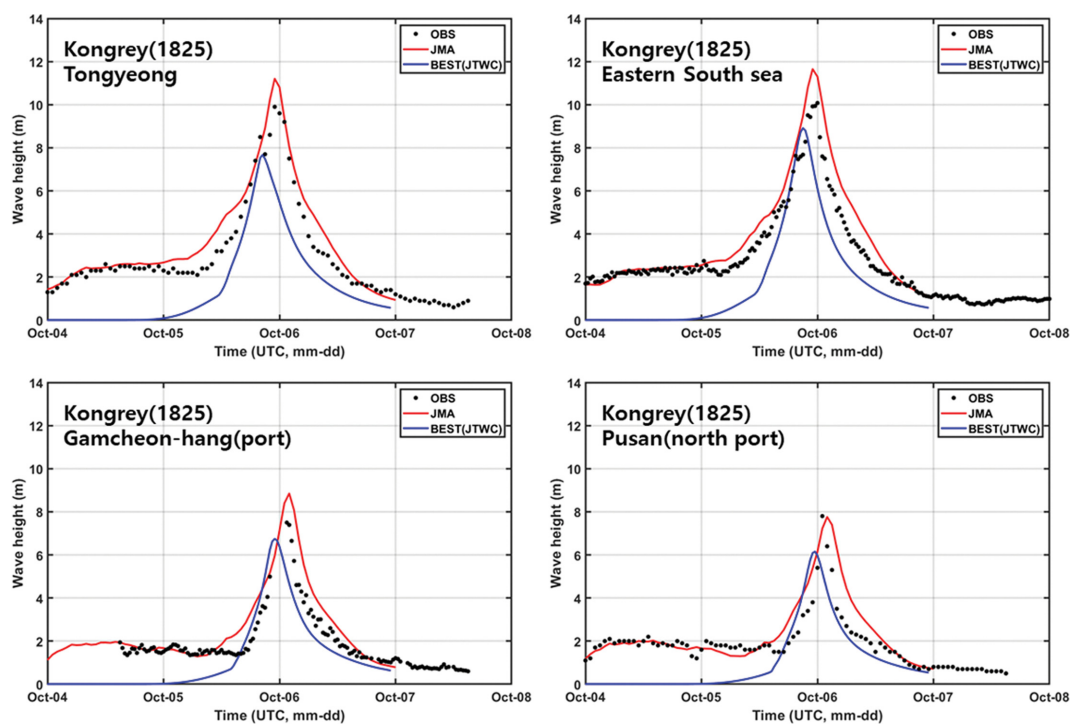 Kongrey(1825)
Tongyeong
OBS
JMA
BEST(JTWC)
Wave height (m)
14
12
10
8
6
4
2
0
Oct-04
Oct-05
Oct-06
Oct-07
Oct-08
Time (UTC, mm-dd)
Kongrey(1825)
Eastern South sea
OBS
JMA
BEST(JTWC)
Wave height (m)
14
12
10
8
6
4
2
0
Oct-04
Oct-05
Oct-06
Oct-07
Oct-08
Time (UTC, mm-dd)
Kongrey(1825)
Gamcheon-hang(port)
OBS
JMA
BEST(JTWC)
Wave height (m)
14
12
10
8
6
4
2
0
Oct-04
Oct-05
Oct-06
Oct-07
Oct-08
Time (UTC, mm-dd)
Kongrey(1825)
Pusan(north port)
OBS
JMA
BEST(JTWC)
Wave height (m)
14
12
10
8
6
4
2
0
Oct-04
Oct-05
Oct-06
Oct-07
Oct-08
Time (UTC, mm-dd)